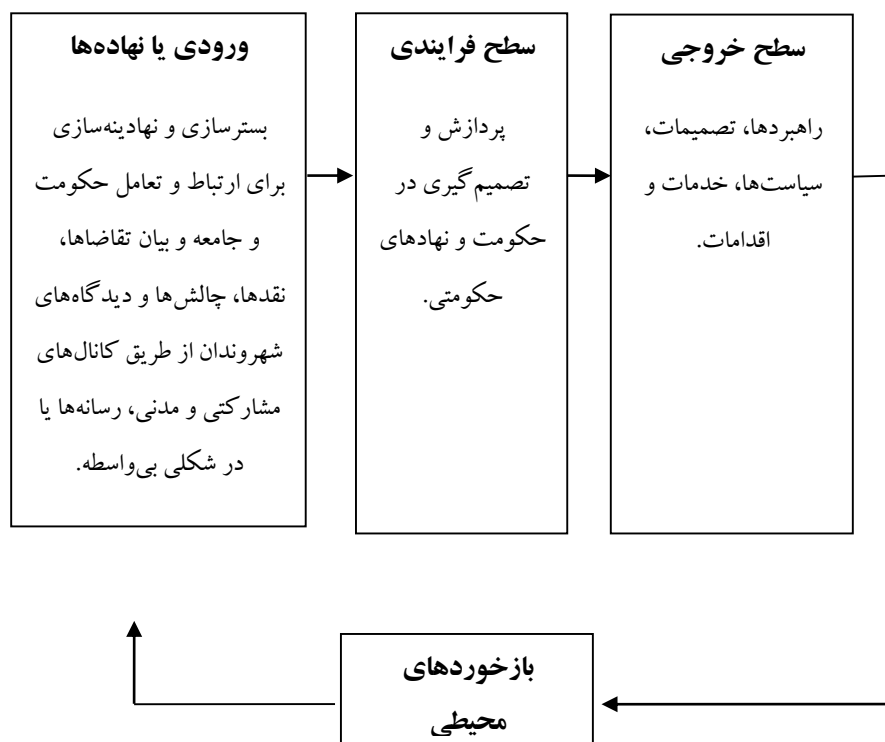 ورودی یا نهاده‌ها
بسترسازی و نهادینه‌سازی
برای ارتباط و تعامل حکومت
و جامعه و بیان تقاضاها،
نقدها، چالش‌ها و دیدگاه‌های
شهروندان از طریق کانال‌های
مشارکتی و مدنی، رسانه‌ها یا
در شکلی بی‌واسطه.
سطح فرایندی
پردازش و
تصمیم‌گیری در
حکومت و نهادهای
حکومتی.
سطح خروجی
راهبردها، تصمیمات،
سیاست‌ها، خدمات و
اقدامات.
بازخوردهای
محیطی